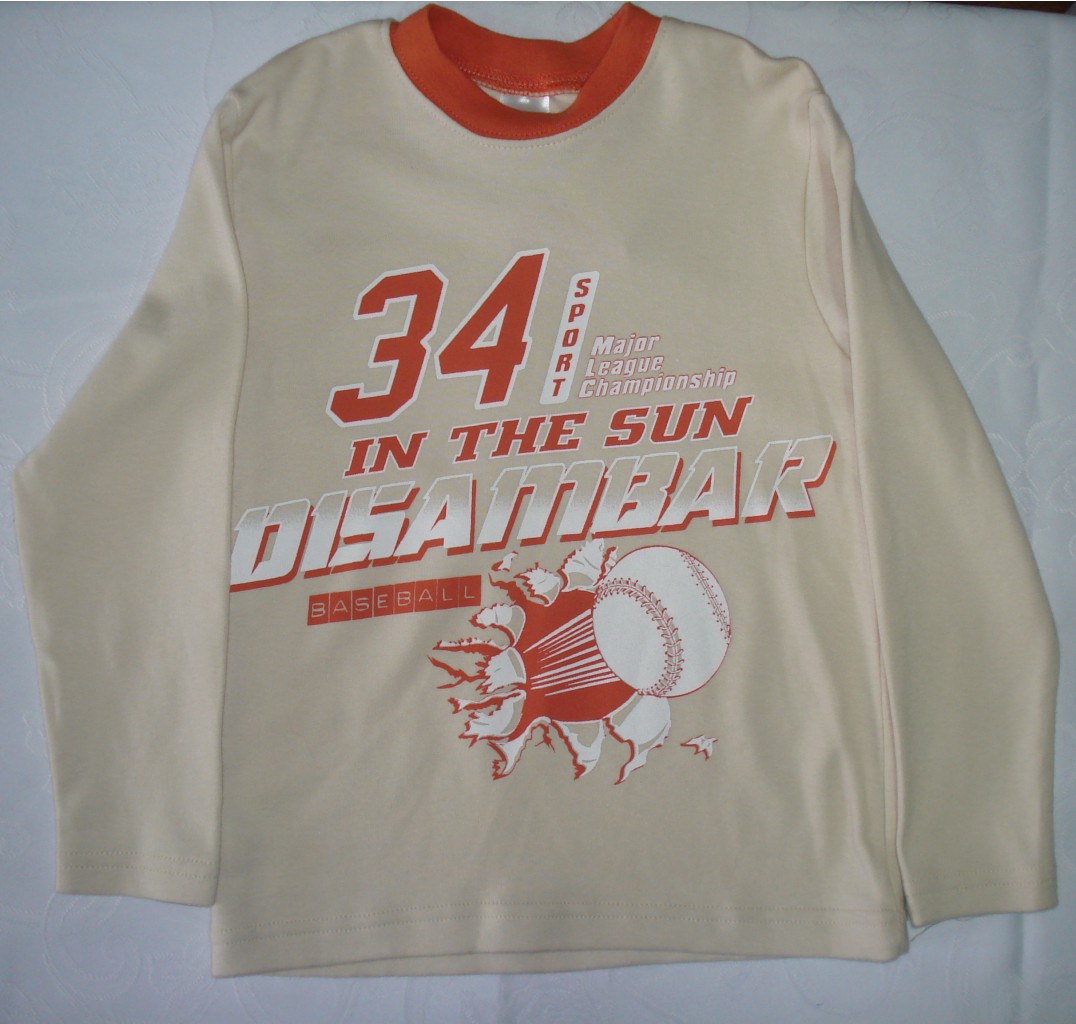 34
SPORT
Major
League
Championship
IN THE SUN
DISAMBAR
BASEBALL